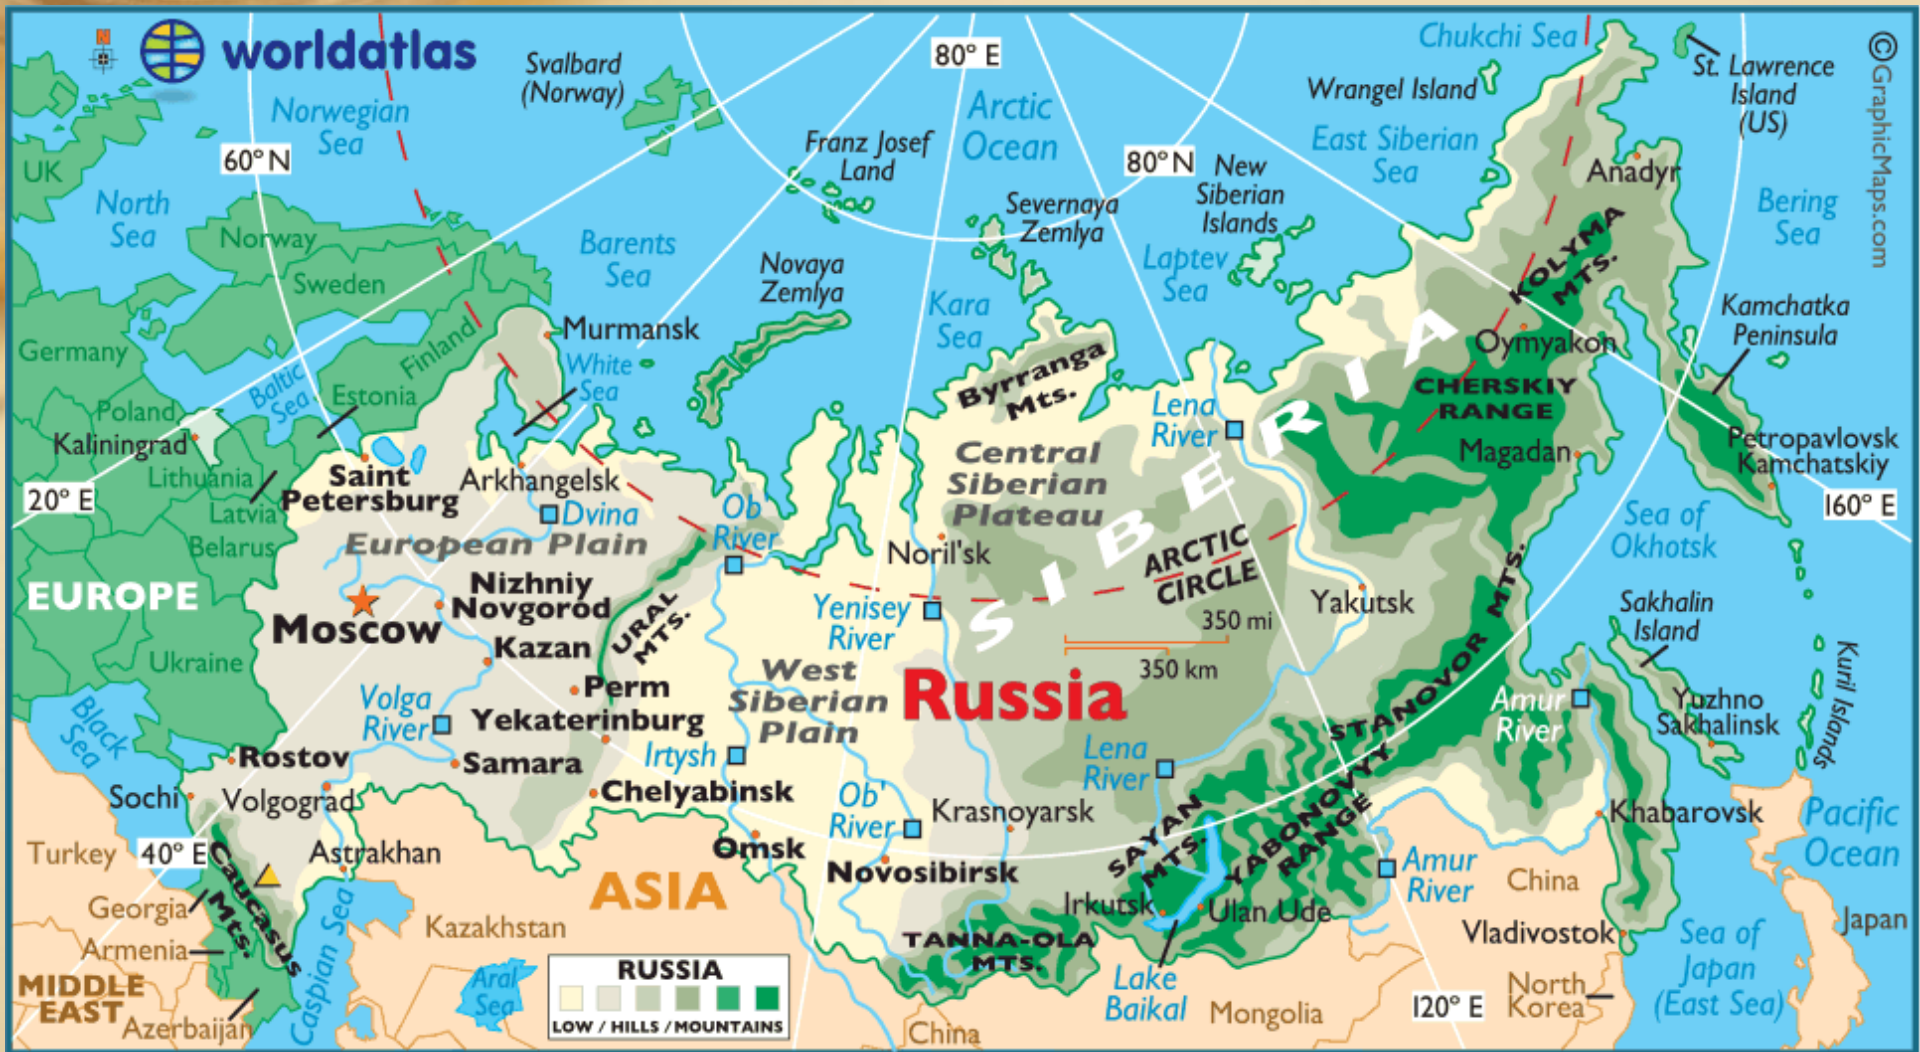 worldatlas
Svalbard
(Norway)
80° E
Chukchi Sea
St. Lawrence
Island
(US)
©GraphicMaps.com
Norwegian
Sea
Arctic
Ocean
Wrangel Island
East Siberian
Sea
60° N
Franz Josef
Land
80° N
New
Siberian
Islands
Anadyr
UK
North
Sea
Severnaya
Zemlya
Bering
Sea
Norway
Barents
Sea
Laptev
Sea
KOLYMA
MTS.
Sweden
Novaya
Zemlya
Kara
Sea
Kamchatka
Peninsula
Germany
Finland
Murmansk
White
Sea
Byrranga
Mts.
Oymyakon
CHERSKIY
RANGE
Baltic
Sea
Estonia
Poland
Kaliningrad
Lena
River
SIBERIA
Magadan
Petropavlovsk
Kamchatskiy
Lithuania
Saint
Petersburg
Arkhangelsk
Central
Siberian
Plateau
20° E
160° E
Latvia
Dvina
Ob
River
Sea of
Okhotsk
Belarus
European Plain
Noril'sk
ARCTIC
CIRCLE
EUROPE
Nizhniy
Novgorod
Moscow
URAL
MTS.
Yenisey
River
350 mi
350 km
Yakutsk
Sakhalin
Island
Kuril Islands
Ukraine
Kazan
Perm
West
Siberian
Plain
Russia
STANOVOR MTS.
Amur
River
Yuzhno
Sakhalinsk
Black
Sea
Volga
River
Yekaterinburg
Irtysh
Lena
River
Rostov
Samara
Sochi
Volgograd
Chelyabinsk
Ob'
River
Krasnoyarsk
SAYAN
MTS.
YABONOVYY
RANGE
Khabarovsk
Pacific
Ocean
Turkey
40° E
Caucasus
Mts.
Astrakhan
Omsk
Novosibirsk
Amur
River
China
ASIA
Georgia
Kazakhstan
Irkutsk
Ulan Ude
Vladivostok
Japan
Armenia
Caspian Sea
TANNA-OLA
MTS.
Sea of
Japan
(East Sea)
MIDDLE
EAST
Aral
Sea
RUSSIA
LOW / HILLS / MOUNTAINS
Lake
Baikal
Mongolia
120° E
North
Korea
Azerbaijan
China